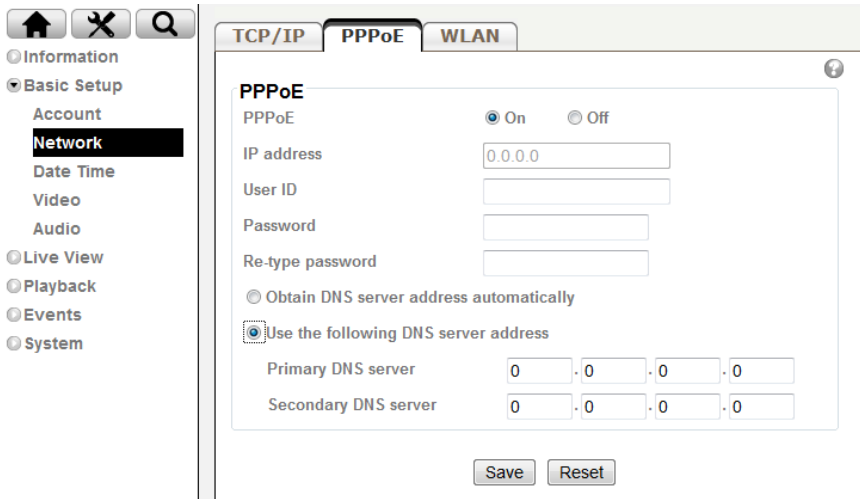 Information
Basic Setup
Account
Network
Date Time
Video
Audio
Live View
Playback
Events
System
TCP/IP PPPoE WLAN
?
PPPoE
PPPoE On Off
IP address 0.0.0.0
User ID
Password
Re-type password
Obtain DNS server address automatically
Use the following DNS server address
Primary DNS server 0 . 0 . 0 . 0
Secondary DNS server 0 . 0 . 0 . 0
Save Reset